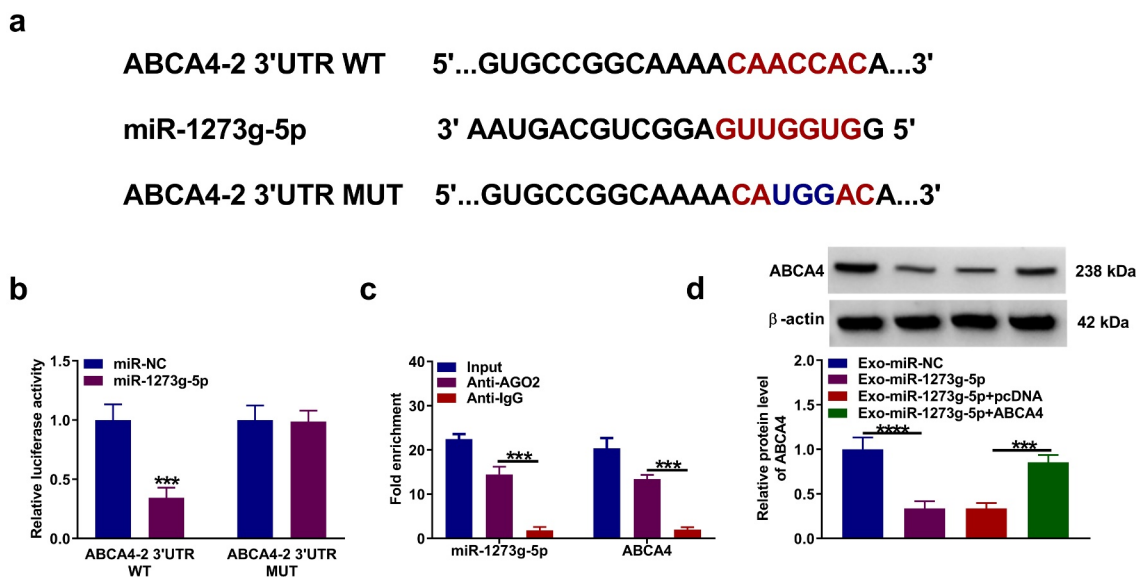 a
ABCA4-2 3'UTR WT 5'...GUGCCGGCAAAACAACCACA...3'
miR-1273g-5p 3' AAUGACGUCGGAGUUGGUGG 5'
ABCA4-2 3'UTR MUT 5'...GUGCCGGCAAAACAUGGACA...3'
b
Relative luciferase activity
1.5
1.0
0.5
0.0
miR-NC
miR-1273g-5p
***
ABCA4-2 3'UTR
WT
ABCA4-2 3'UTR
MUT
c
Fold enrichment
40
30
20
10
0
Input
Anti-AGO2
Anti-IgG
***
***
miR-1273g-5p
ABCA4
d
ABCA4
238 kDa
β-actin
42 kDa
Relative protein level
of ABCA4
2.0
1.5
1.0
0.5
0.0
Exo-miR-NC
Exo-miR-1273g-5p
Exo-miR-1273g-5p+pcDNA
Exo-miR-1273g-5p+ABCA4
****
***